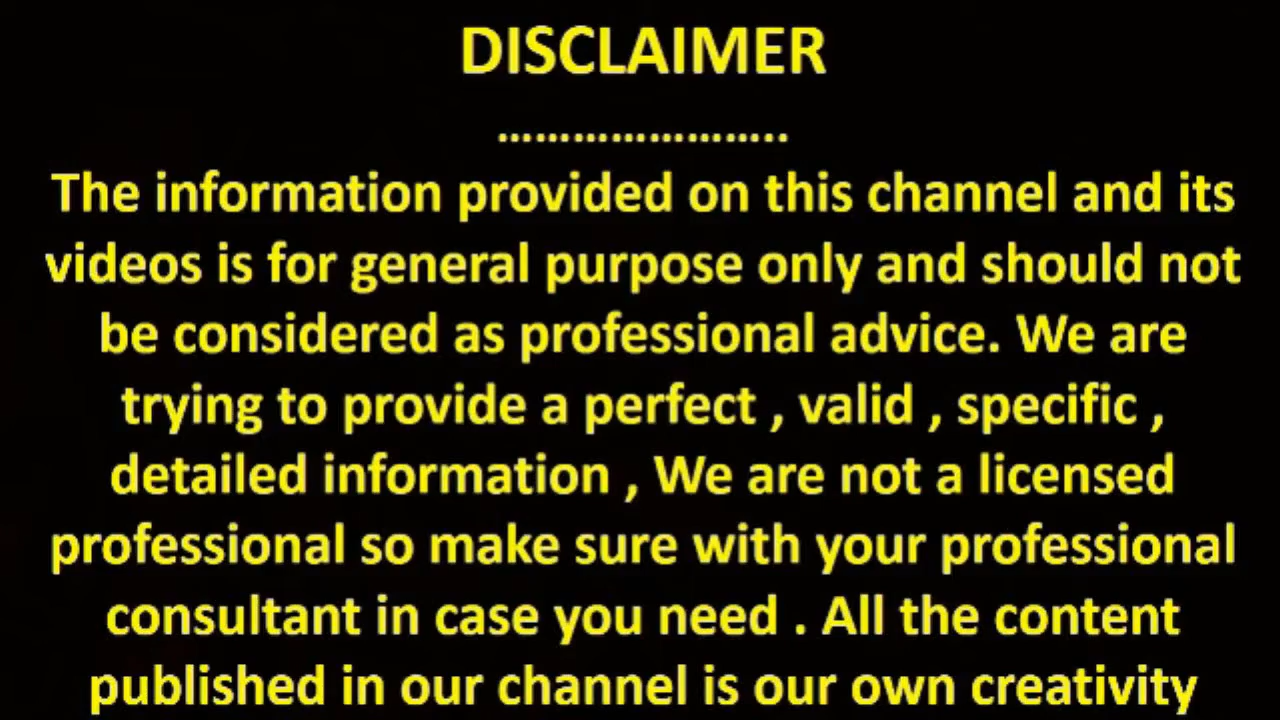 DISCLAIMER
……………………..
The information provided on this channel and its
videos is for general purpose only and should not
be considered as professional advice. We are
trying to provide a perfect , valid , specific ,
detailed information , We are not a licensed
professional so make sure with your professional
consultant in case you need . All the content
published in our channel is our own creativity